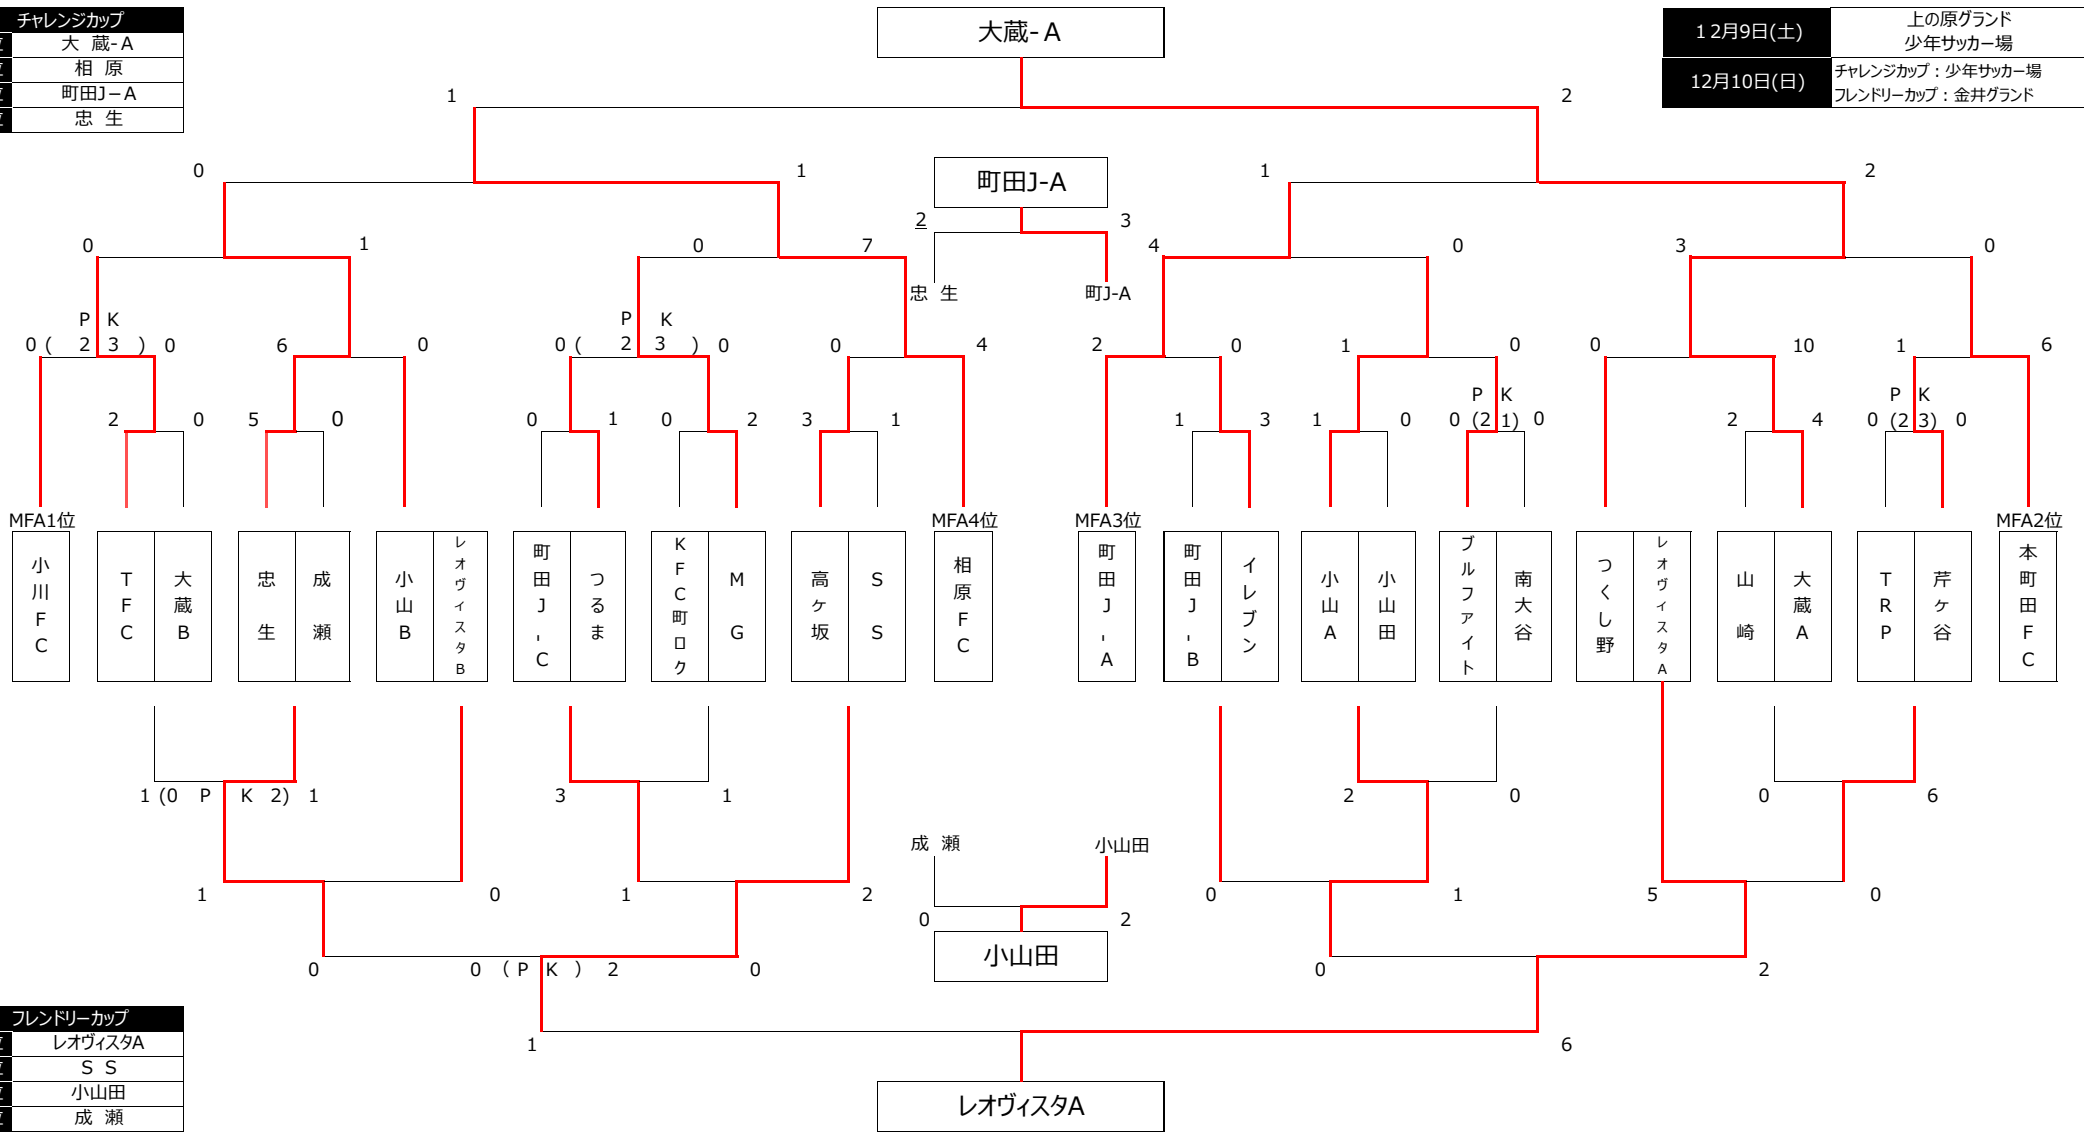 チャレンジカップ
位 大 蔵-A
位 相 原
位 町田J－A
位 忠 生
大蔵-A
12月9日(土) 上の原グランド
少年サッカー場
12月10日(日) チャレンジカップ：少年サッカー場
フレンドリーカップ：金井グランド
1 2
0 1 1 2
町田J-A
2 3
忠 生 町J-A
0 1 0 7 4 0 3 0
P K P K
0 ( 2 3 ) 0 6 0 0 ( 2 3 ) 0 0 4 2 0 1 0 0 10 1 6
P K P K
2 0 5 0 0 1 0 2 3 1 1 3 1 0 0 (2 1) 0 2 4 0 (2 3) 0
MFA1位 MFA4位 MFA3位 MFA2位
小川FC
TFC
大蔵B
忠生
成瀬
小山B
レオヴィスタB
町田J-C
つるま
KFC町ロク
MG
高ケ坂
SS
相原FC
町田J-A
町田J-B
イレブン
小山A
小山田
ブルファイト
南大谷
つくし野
レオヴィスタA
山崎
大蔵A
TRP
芹ケ谷
本町田FC
1 (0 P K 2) 1 3 1 2 0 0 6
成 瀬 小山田
1 0 1 2 0 1 5 0
0 2
小山田
0 0 ( P K ) 2 0 0 2
1 6
レオヴィスタA
フレンドリーカップ
位 レオヴィスタA
位 S S
位 小山田
位 成 瀬